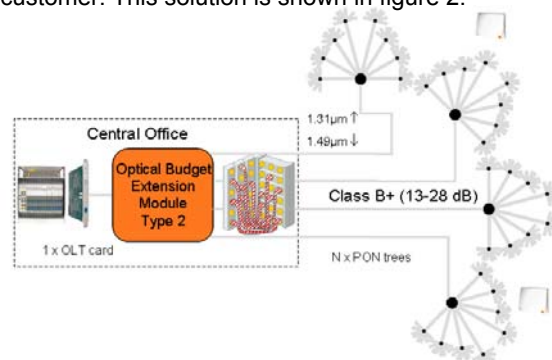 customer. This solution is shown in figure 2.
1.31µm ↑
1.49µm ↓
Central Office
Optical Budget
Extension
Module
Type 2
Class B+ (13-28 dB)
1 x OLT card
N x PON trees